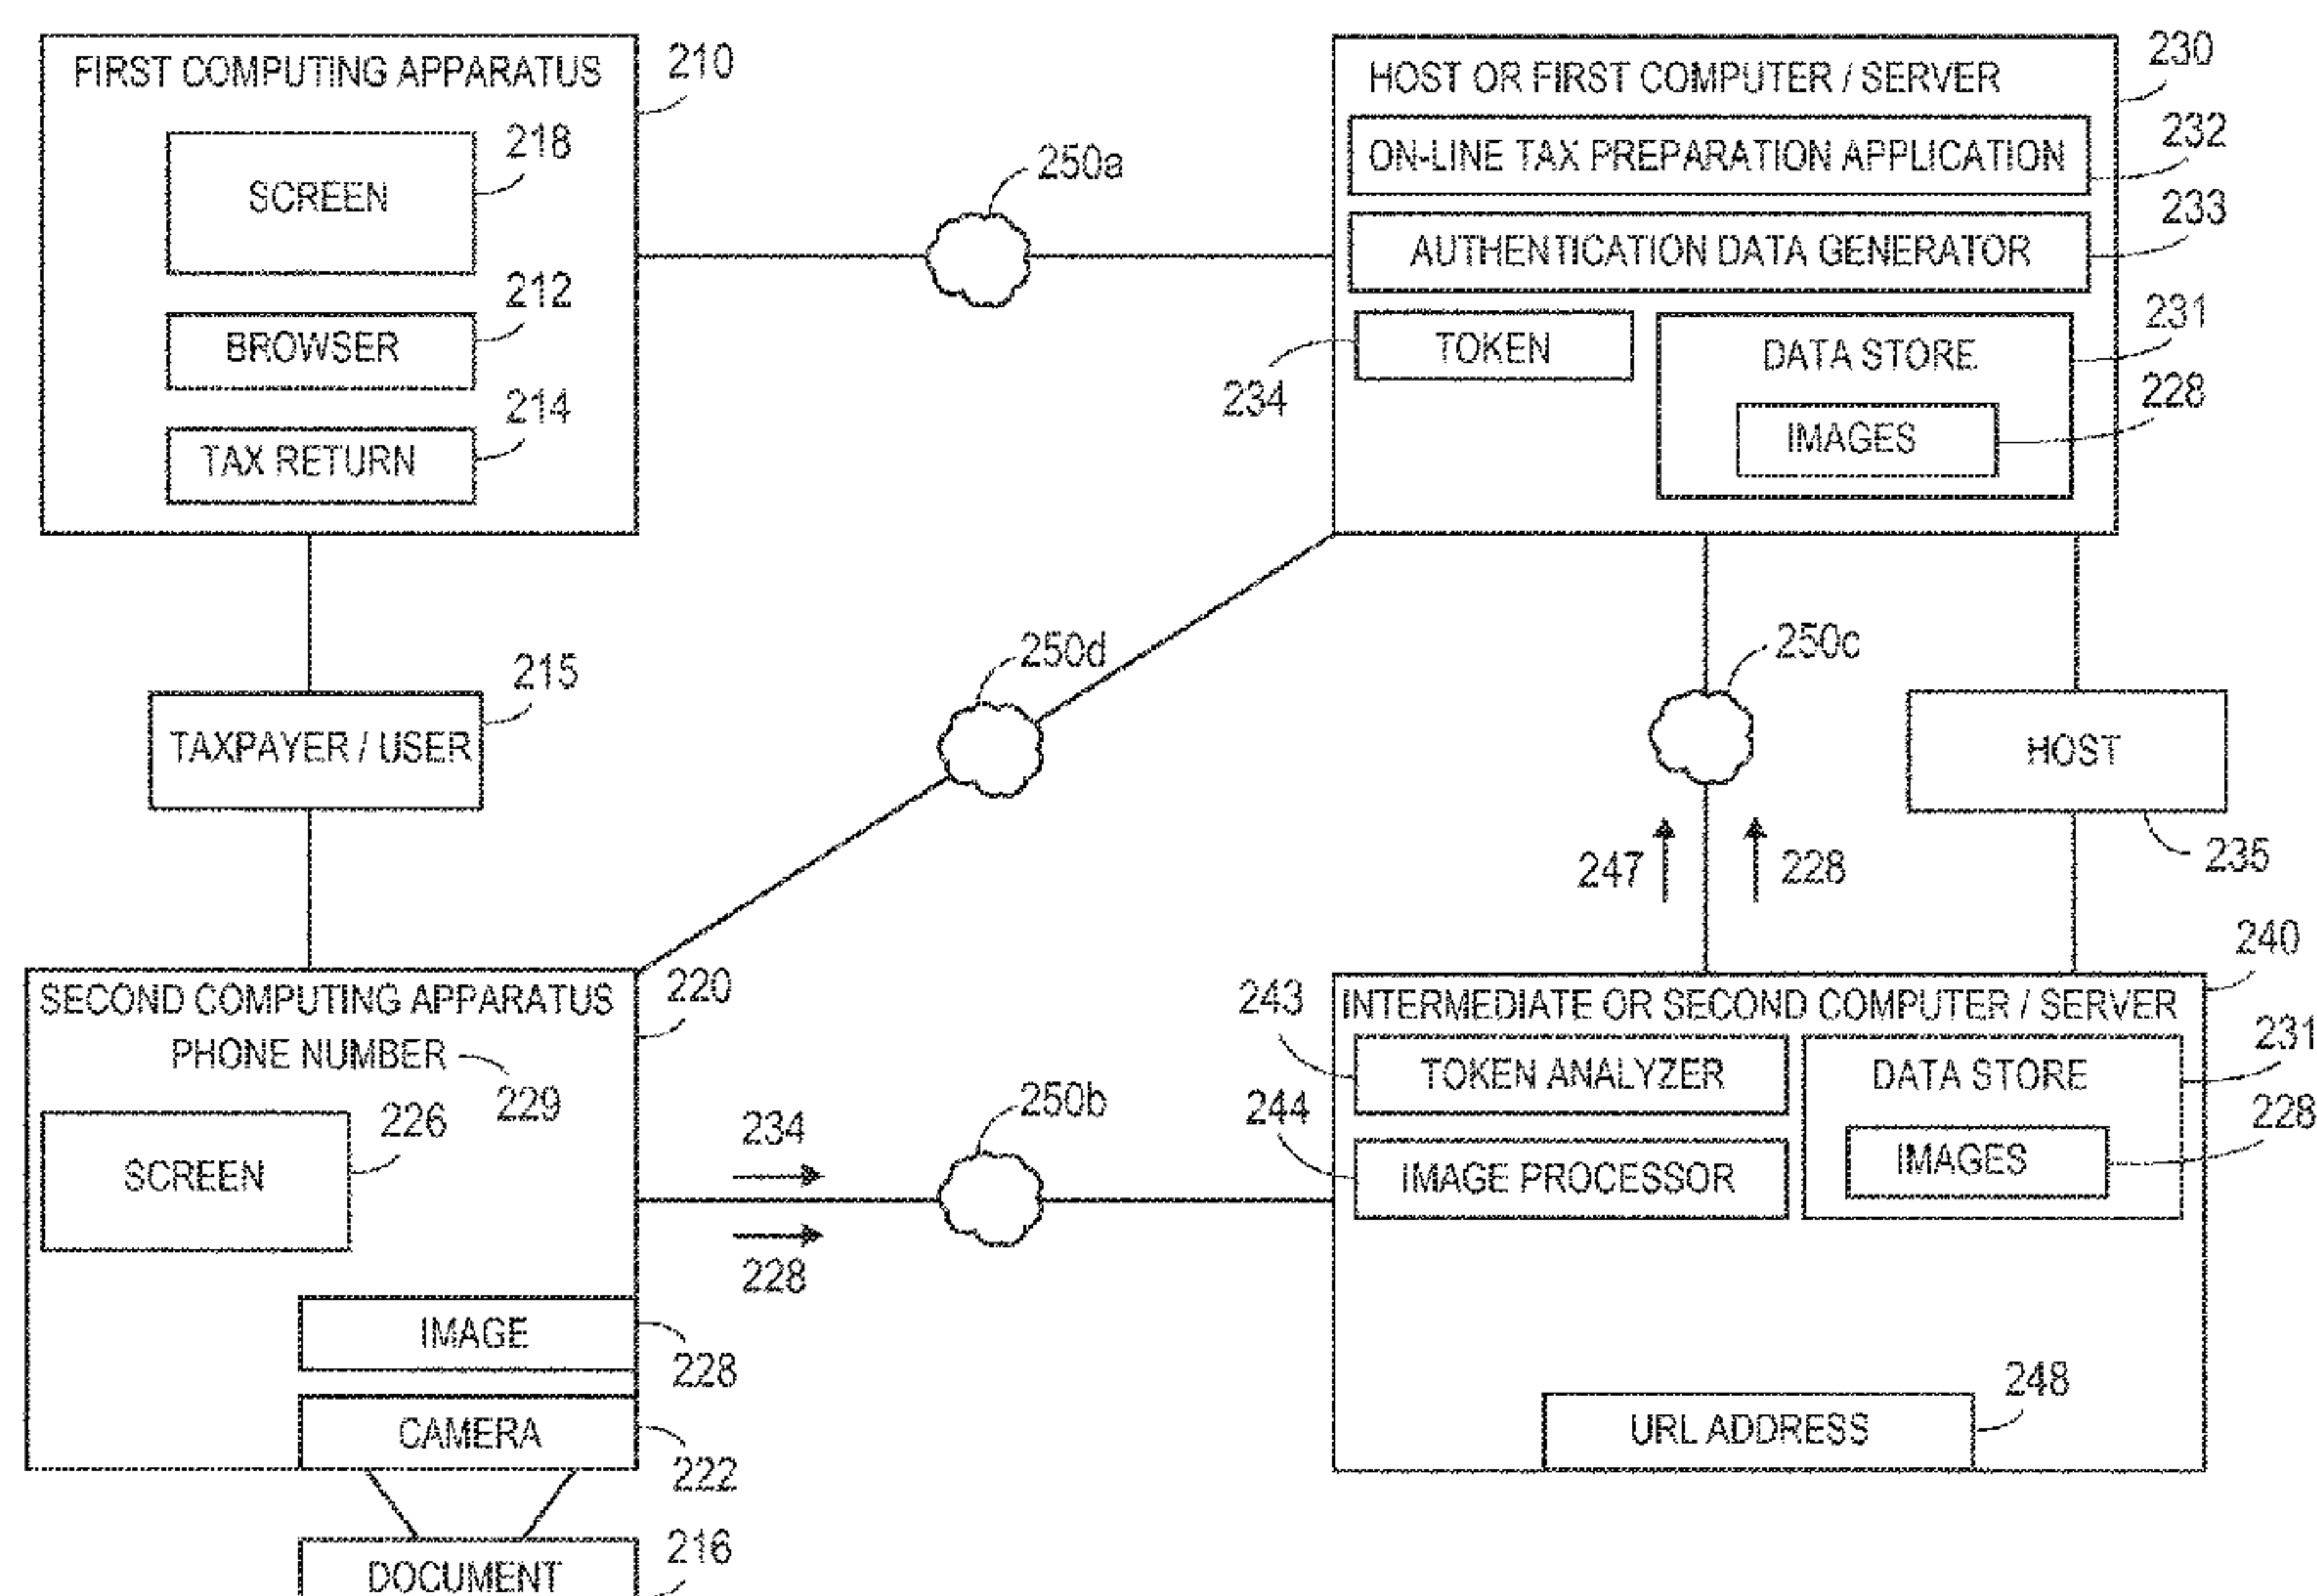 FIRST COMPUTING APPARATUS
210
SCREEN
218
BROWSER
212
TAX RETURN
214
250a
HOST OR FIRST COMPUTER / SERVER
230
ON-LINE TAX PREPARATION APPLICATION
232
AUTHENTICATION DATA GENERATOR
233
TOKEN
234
DATA STORE
231
IMAGES
228
TAXPAYER / USER
215
250d
250c
HOST
235
247
228
SECOND COMPUTING APPARATUS
220
PHONE NUMBER
229
SCREEN
226
IMAGE
228
CAMERA
222
DOCUMENT
216
234
228
250b
INTERMEDIATE OR SECOND COMPUTER / SERVER
240
TOKEN ANALYZER
243
IMAGE PROCESSOR
244
DATA STORE
231
IMAGES
228
URL ADDRESS
248